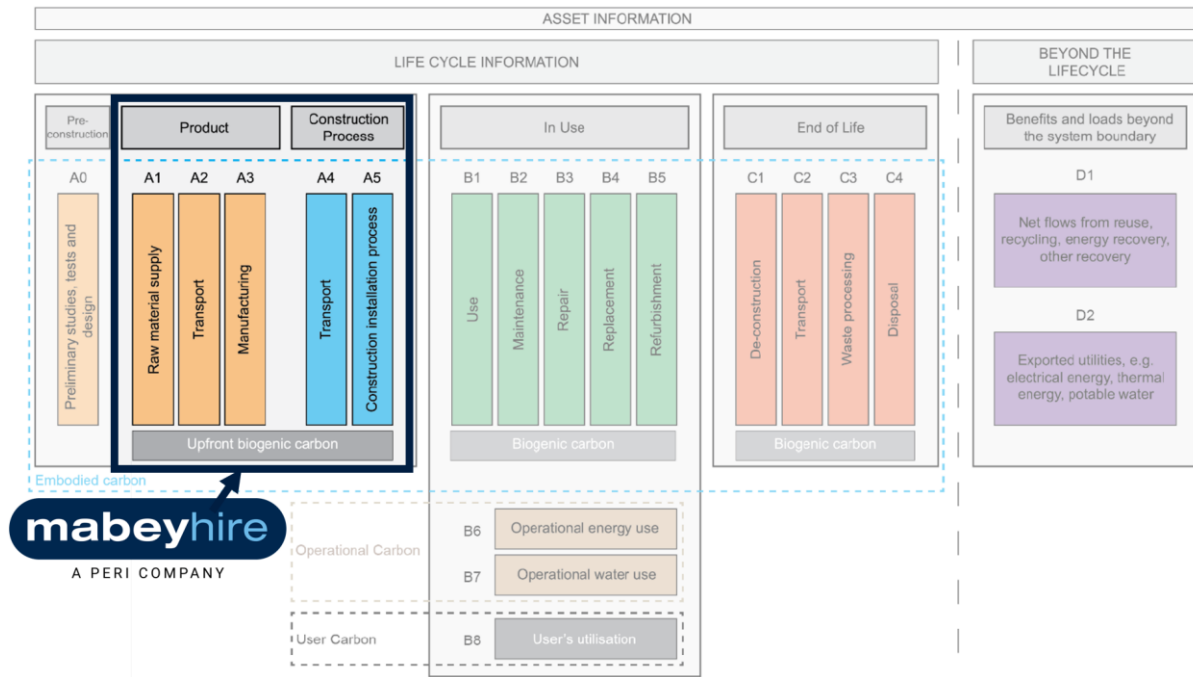 ASSET INFORMATION
LIFE CYCLE INFORMATION
BEYOND THE
LIFECYCLE
Pre-
construction
Product
Construction
Process
In Use
End of Life
Benefits and loads beyond
the system boundary
A0
A1
A2
A3
A4
A5
B1
B2
B3
B4
B5
C1
C2
C3
C4
D1
Preliminary studies, tests and
design
Raw material supply
Transport
Manufacturing
Transport
Construction installation process
Use
Maintenance
Repair
Replacement
Refurbishment
De-construction
Transport
Waste processing
Disposal
Net flows from reuse,
recycling, energy recovery,
other recovery
D2
Exported utilities, e.g.
electrical energy, thermal
energy, potable water
Upfront biogenic carbon
Biogenic carbon
Biogenic carbon
Embodied carbon
mabeyhire
A PERI COMPANY
Operational Carbon
B6
Operational energy use
B7
Operational water use
User Carbon
B8
User's utilisation